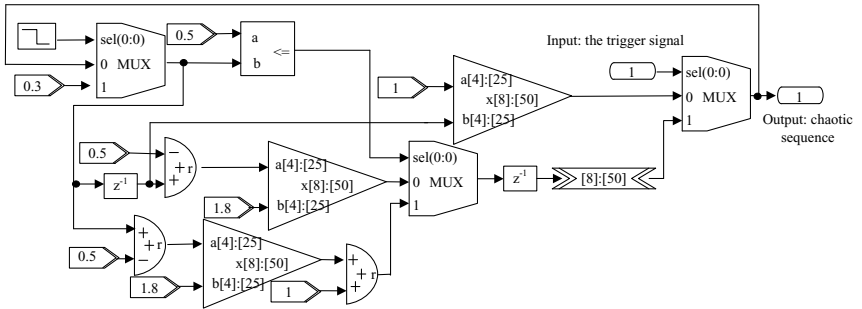 sel(0:0)
0 MUX
1
0.3
0.5
a
b
<=
Input: the trigger signal
1
sel(0:0)
0 MUX
1
1
Output: chaotic
sequence
1
a[4]:[25]
x[8]:[50]
b[4]:[25]
0.5
−
+ r
+
z-1
a[4]:[25]
x[8]:[50]
b[4]:[25]
1.8
sel(0:0)
0 MUX
1
z-1
[8]:[50]
+
+ r
−
0.5
a[4]:[25]
x[8]:[50]
b[4]:[25]
1.8
1
+
+ r
+